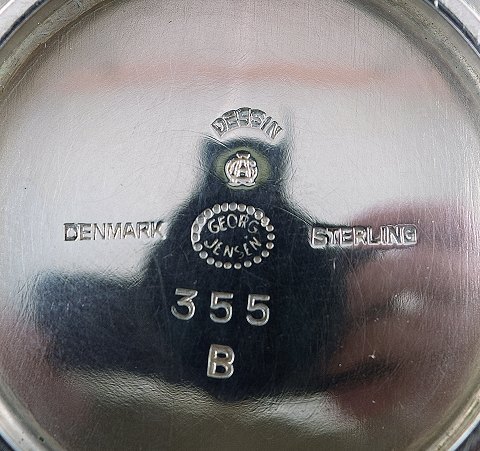 DESSIN
DENMARK
GEORG
JENSEN
STERLING
355
B